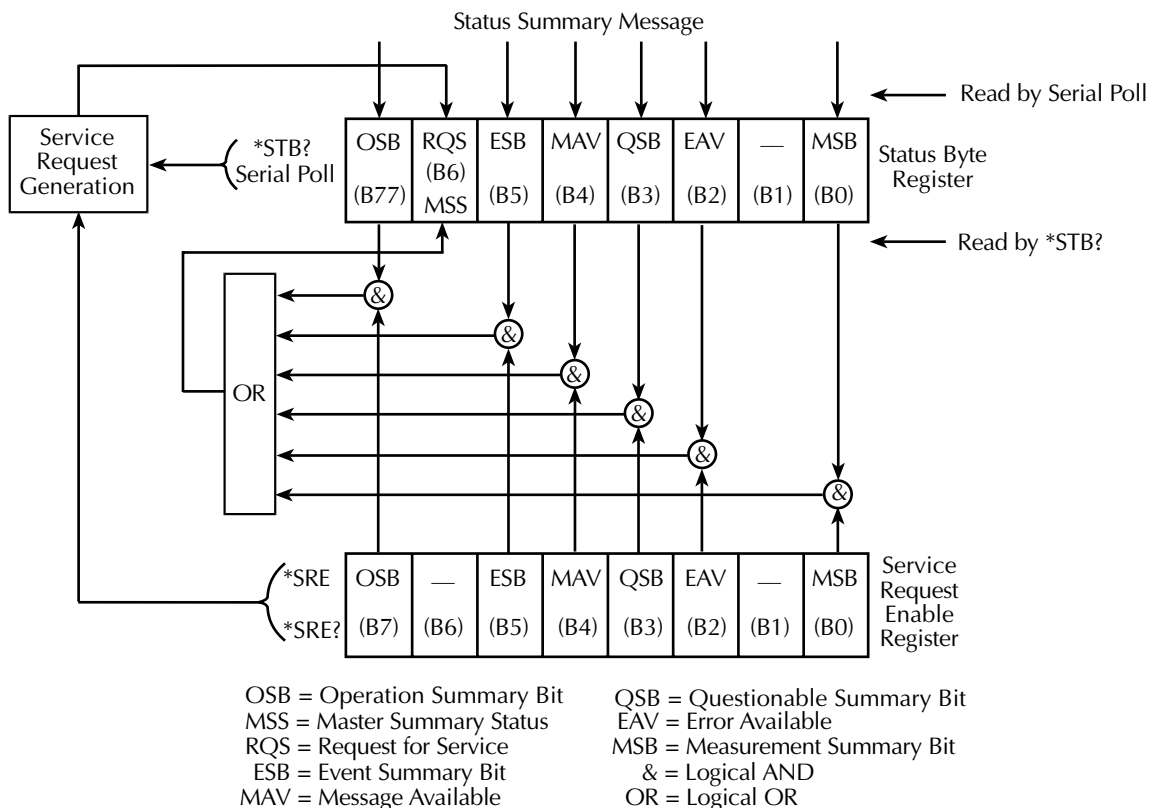 Status Summary Message
Read by Serial Poll
Service
Request
Generation
*STB?
Serial Poll
OSB
(B77)
RQS
(B6)
MSS
ESB
(B5)
MAV
(B4)
QSB
(B3)
EAV
(B2)
—
(B1)
MSB
(B0)
Status Byte
Register
Read by *STB?
&
&
&
OR
&
&
&
*SRE
*SRE?
OSB
(B7)
—
(B6)
ESB
(B5)
MAV
(B4)
QSB
(B3)
EAV
(B2)
—
(B1)
MSB
(B0)
Service
Request
Enable
Register
OSB = Operation Summary Bit
MSS = Master Summary Status
RQS = Request for Service
ESB = Event Summary Bit
MAV = Message Available
QSB = Questionable Summary Bit
EAV = Error Available
MSB = Measurement Summary Bit
& = Logical AND
OR = Logical OR